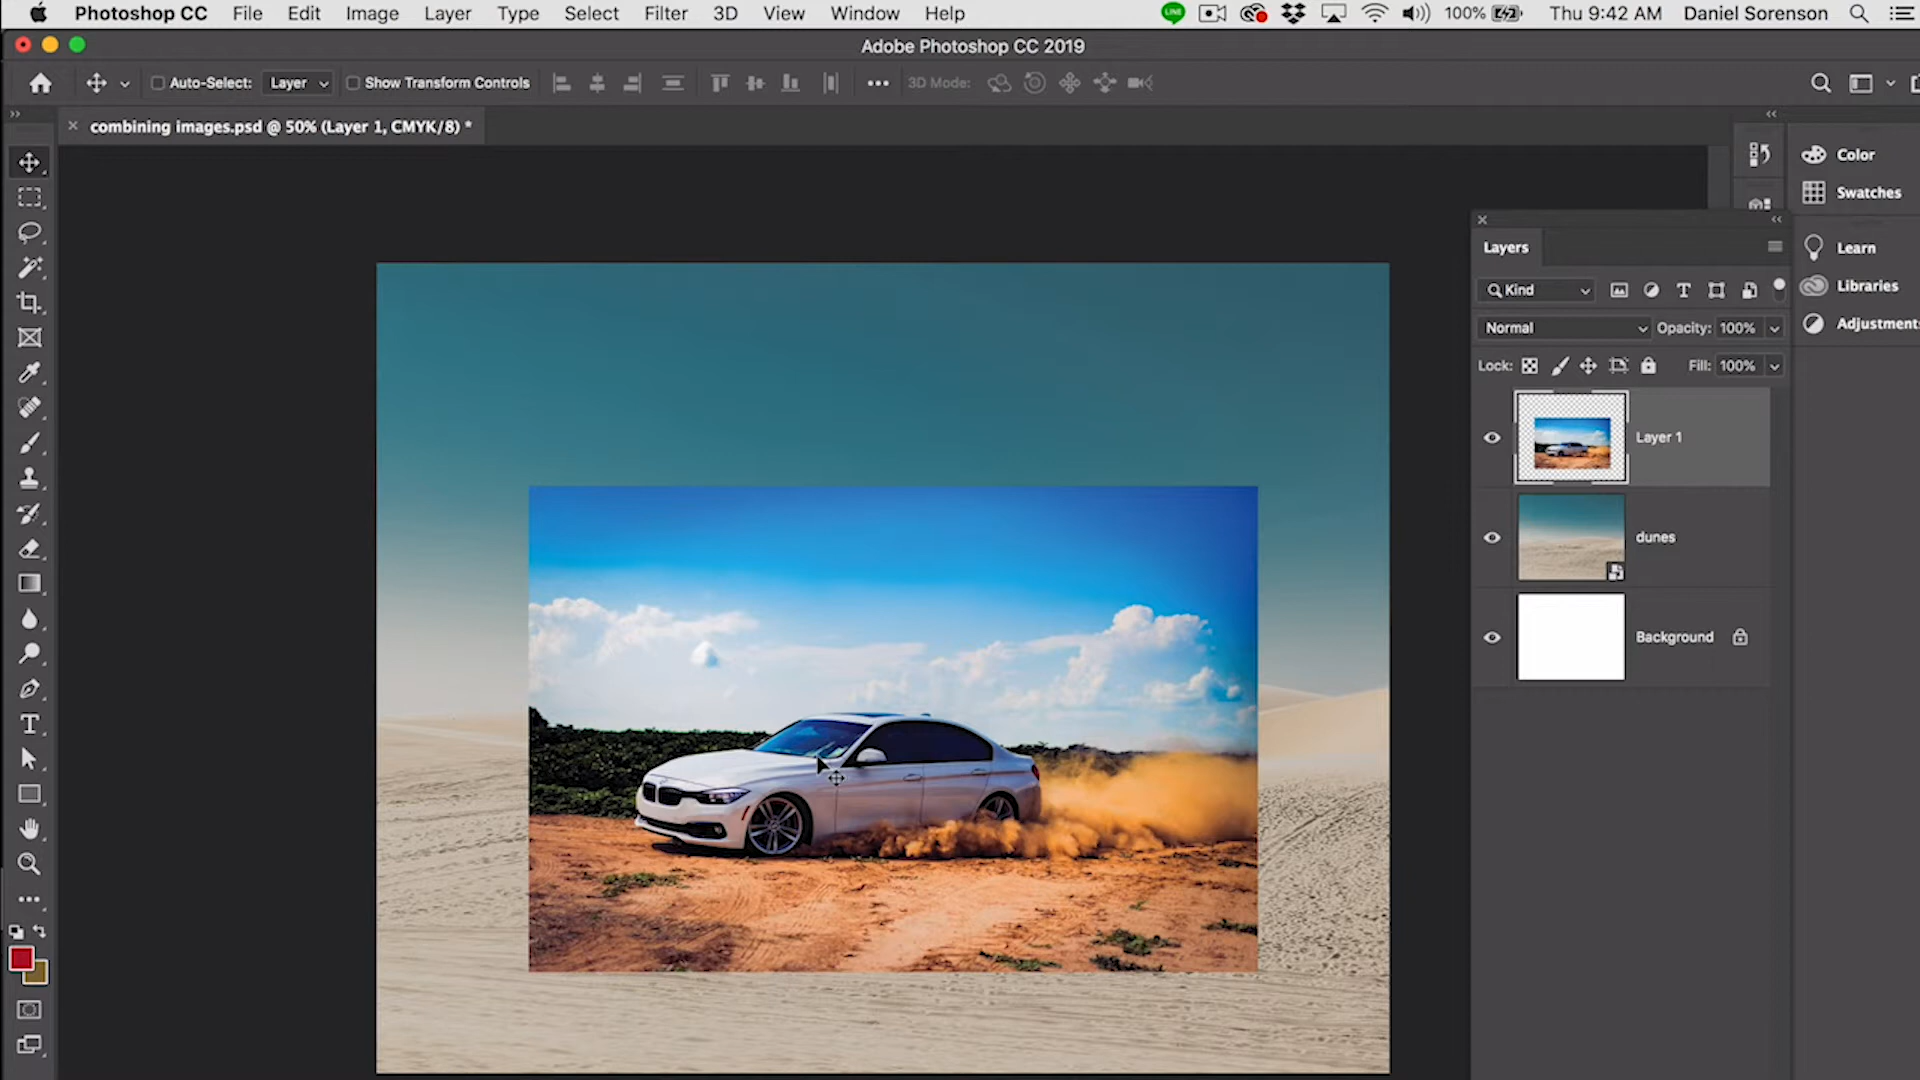 Photoshop CC File Edit Image Layer Type Select Filter 3D View Window Help LINE 100% Thu 9:42 AM Daniel Sorenson
Adobe Photoshop CC 2019
Auto-Select: Layer Show Transform Controls 3D Mode:
combining images.psd @ 50% (Layer 1, CMYK/8) *
Color
Swatches
Learn
Libraries
Adjustments
Layers
Kind
Normal Opacity: 100%
Lock: Fill: 100%
Layer 1
dunes
Background